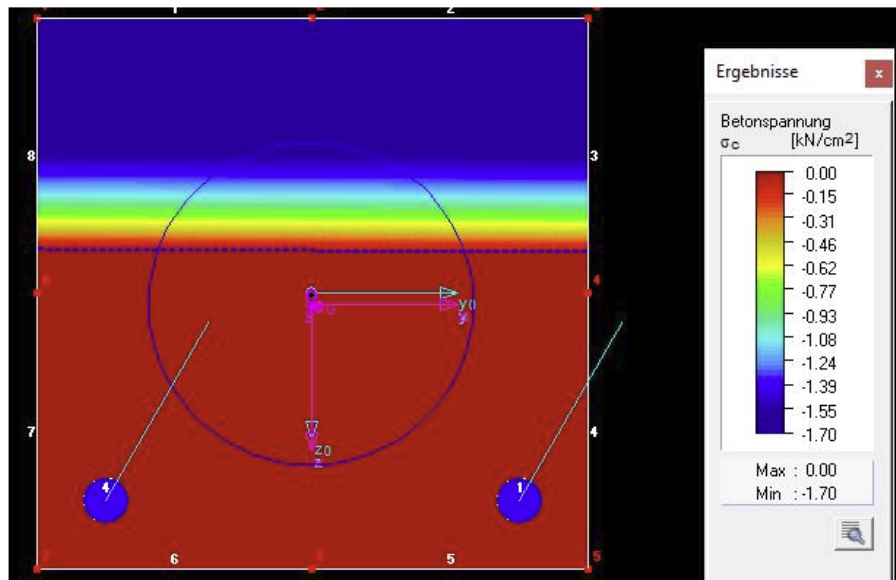 1
2
Ergebnisse
x
Betonspannung
σc [kN/cm²]
0.00
-0.15
-0.31
-0.46
-0.62
-0.77
-0.93
-1.08
-1.24
-1.39
-1.55
-1.70
Max : 0.00
Min : -1.70
8
3
4
y0
y
7
4
z0
z
4
1
6
5
5